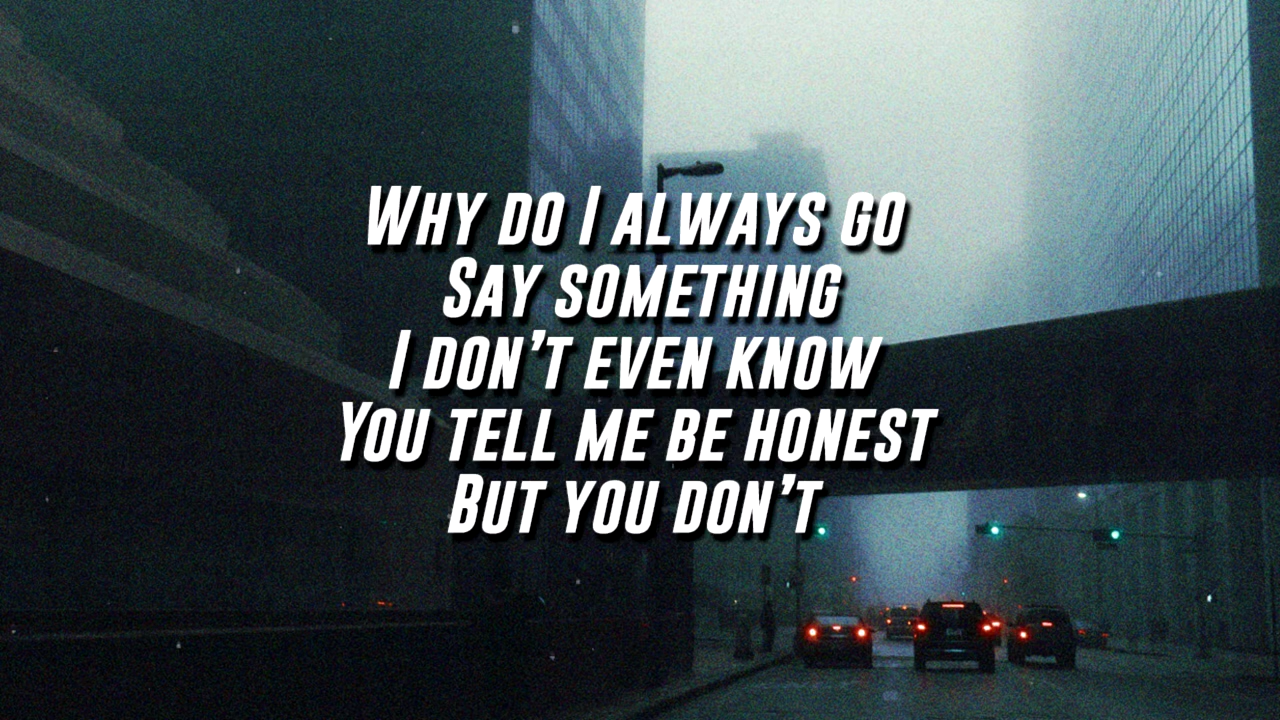 Why do I always go
Say something
I don't even know
You tell me be honest
But you don't